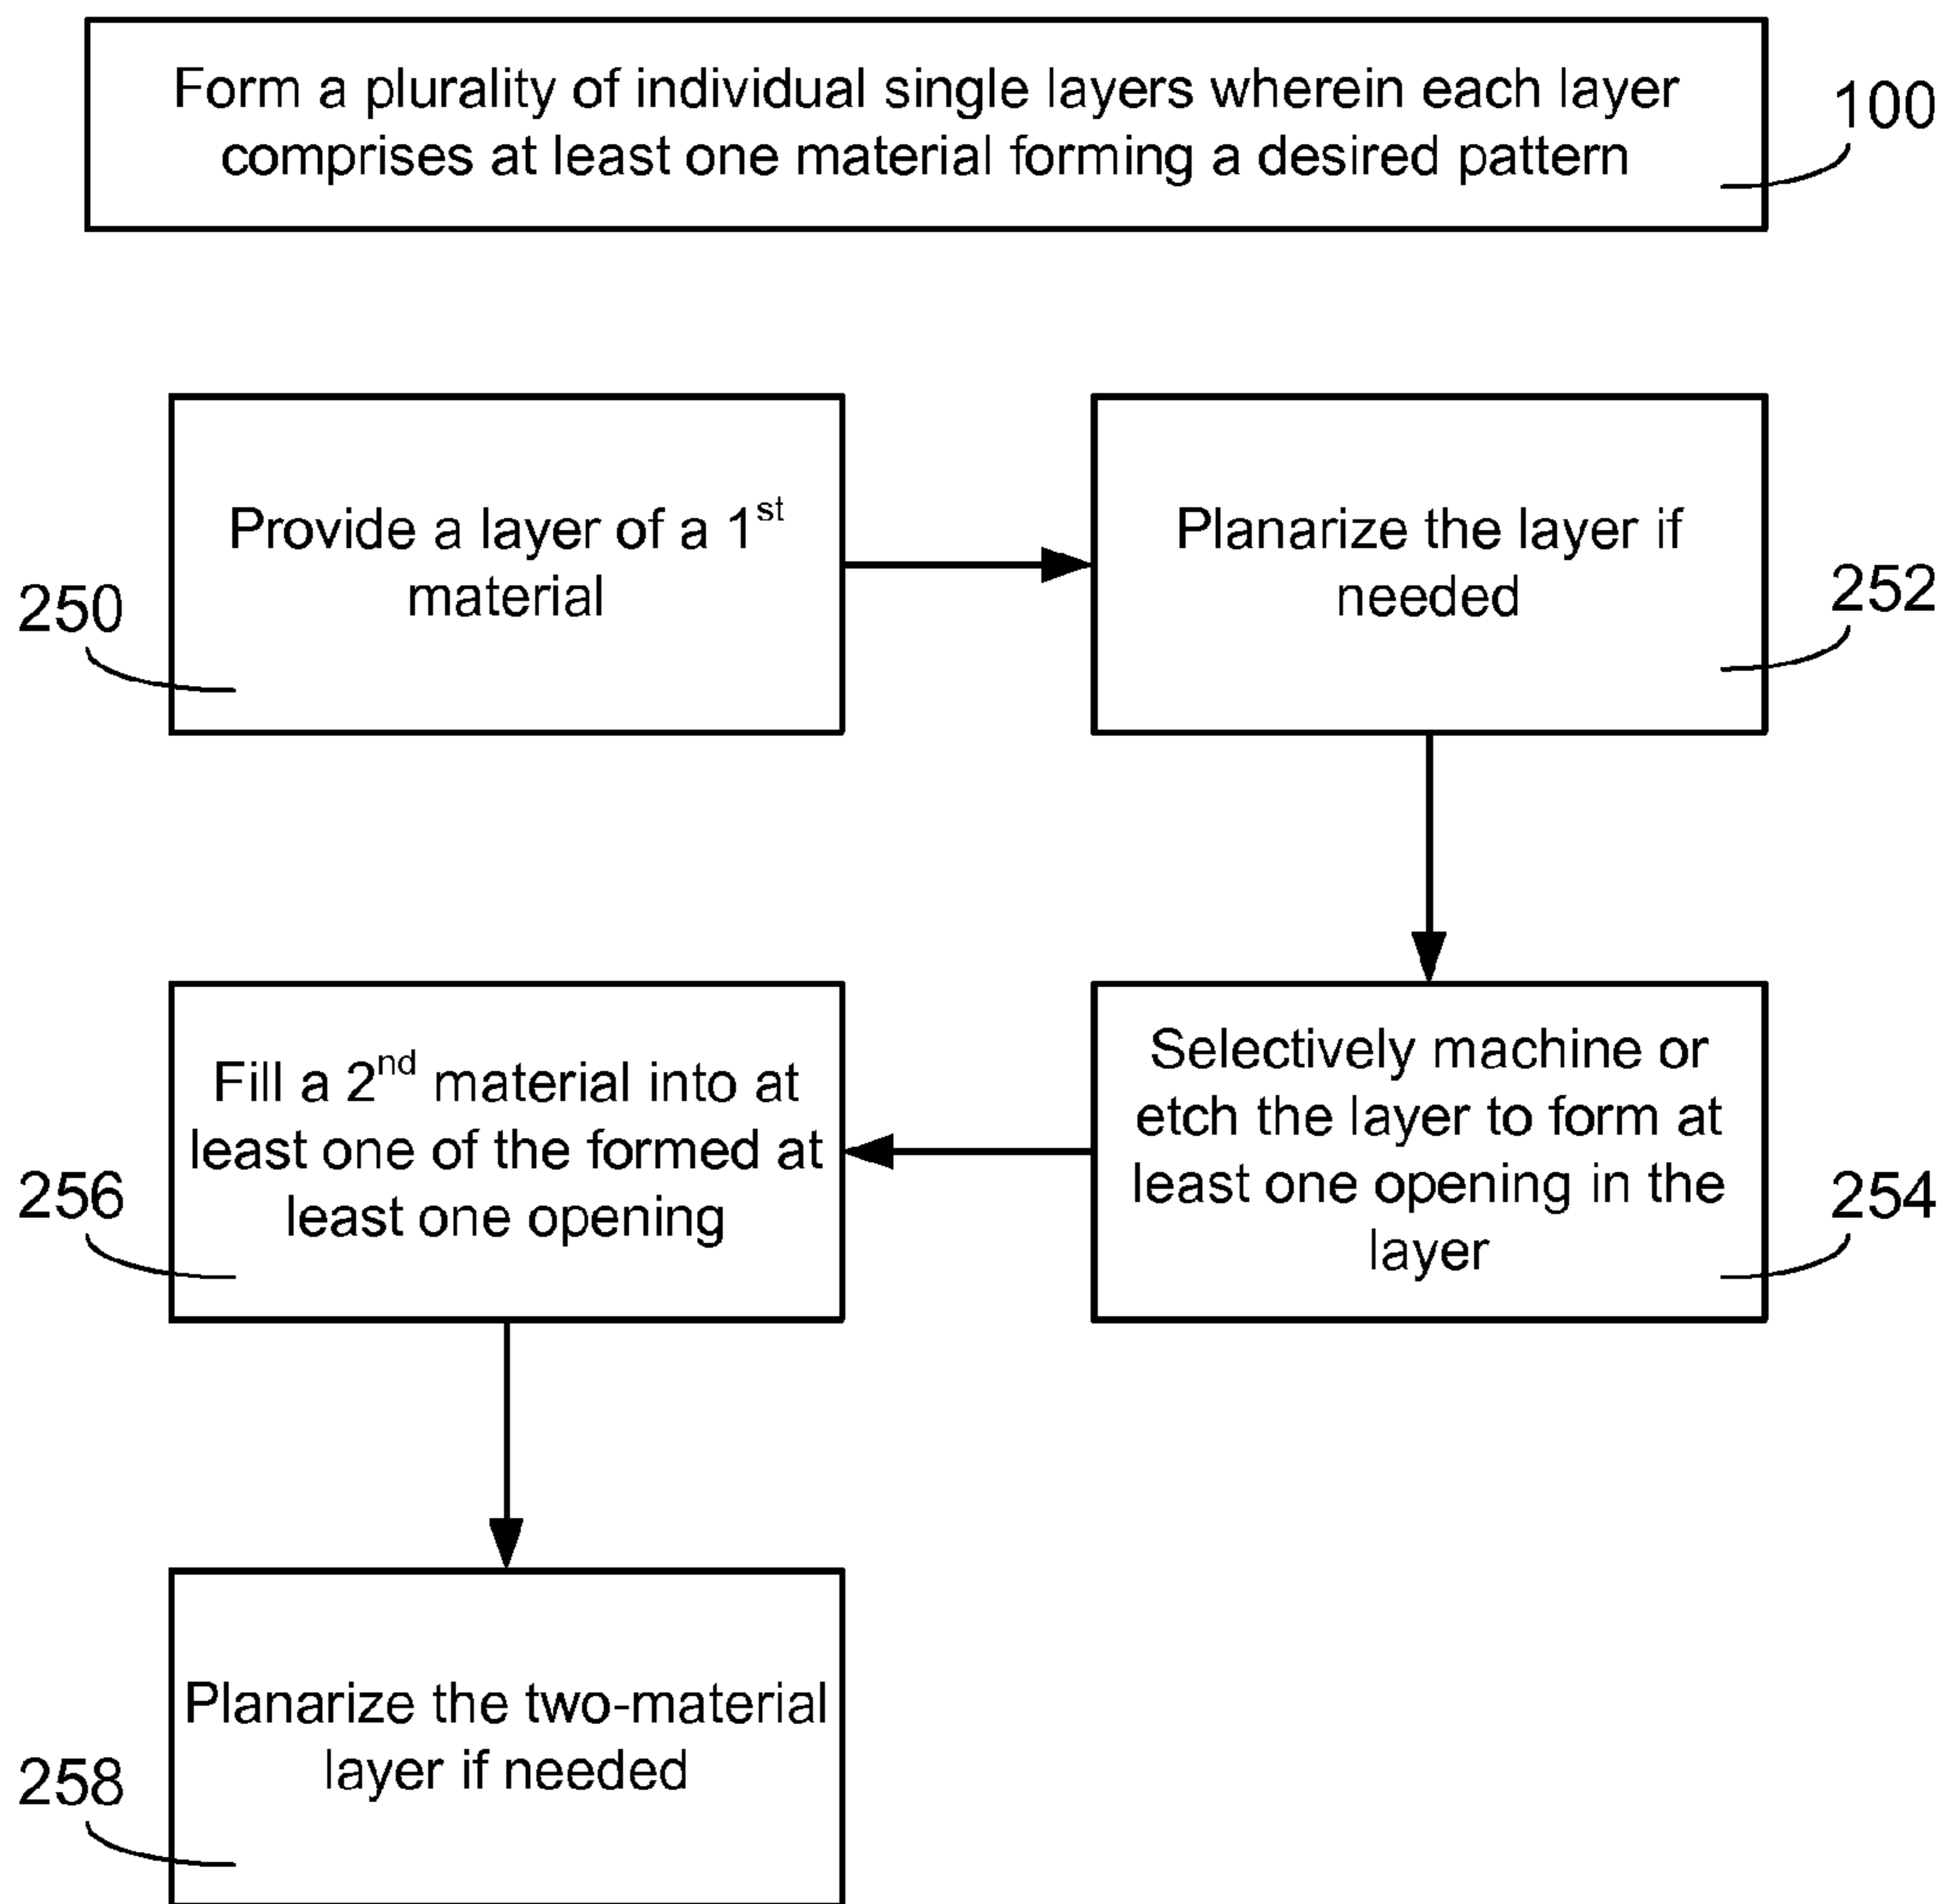 Form a plurality of individual single layers wherein each layer
comprises at least one material forming a desired pattern
100
Provide a layer of a 1st
material
250
Planarize the layer if
needed
252
Selectively machine or
etch the layer to form at
least one opening in the
layer
254
Fill a 2nd material into at
least one of the formed at
least one opening
256
Planarize the two-material
layer if needed
258